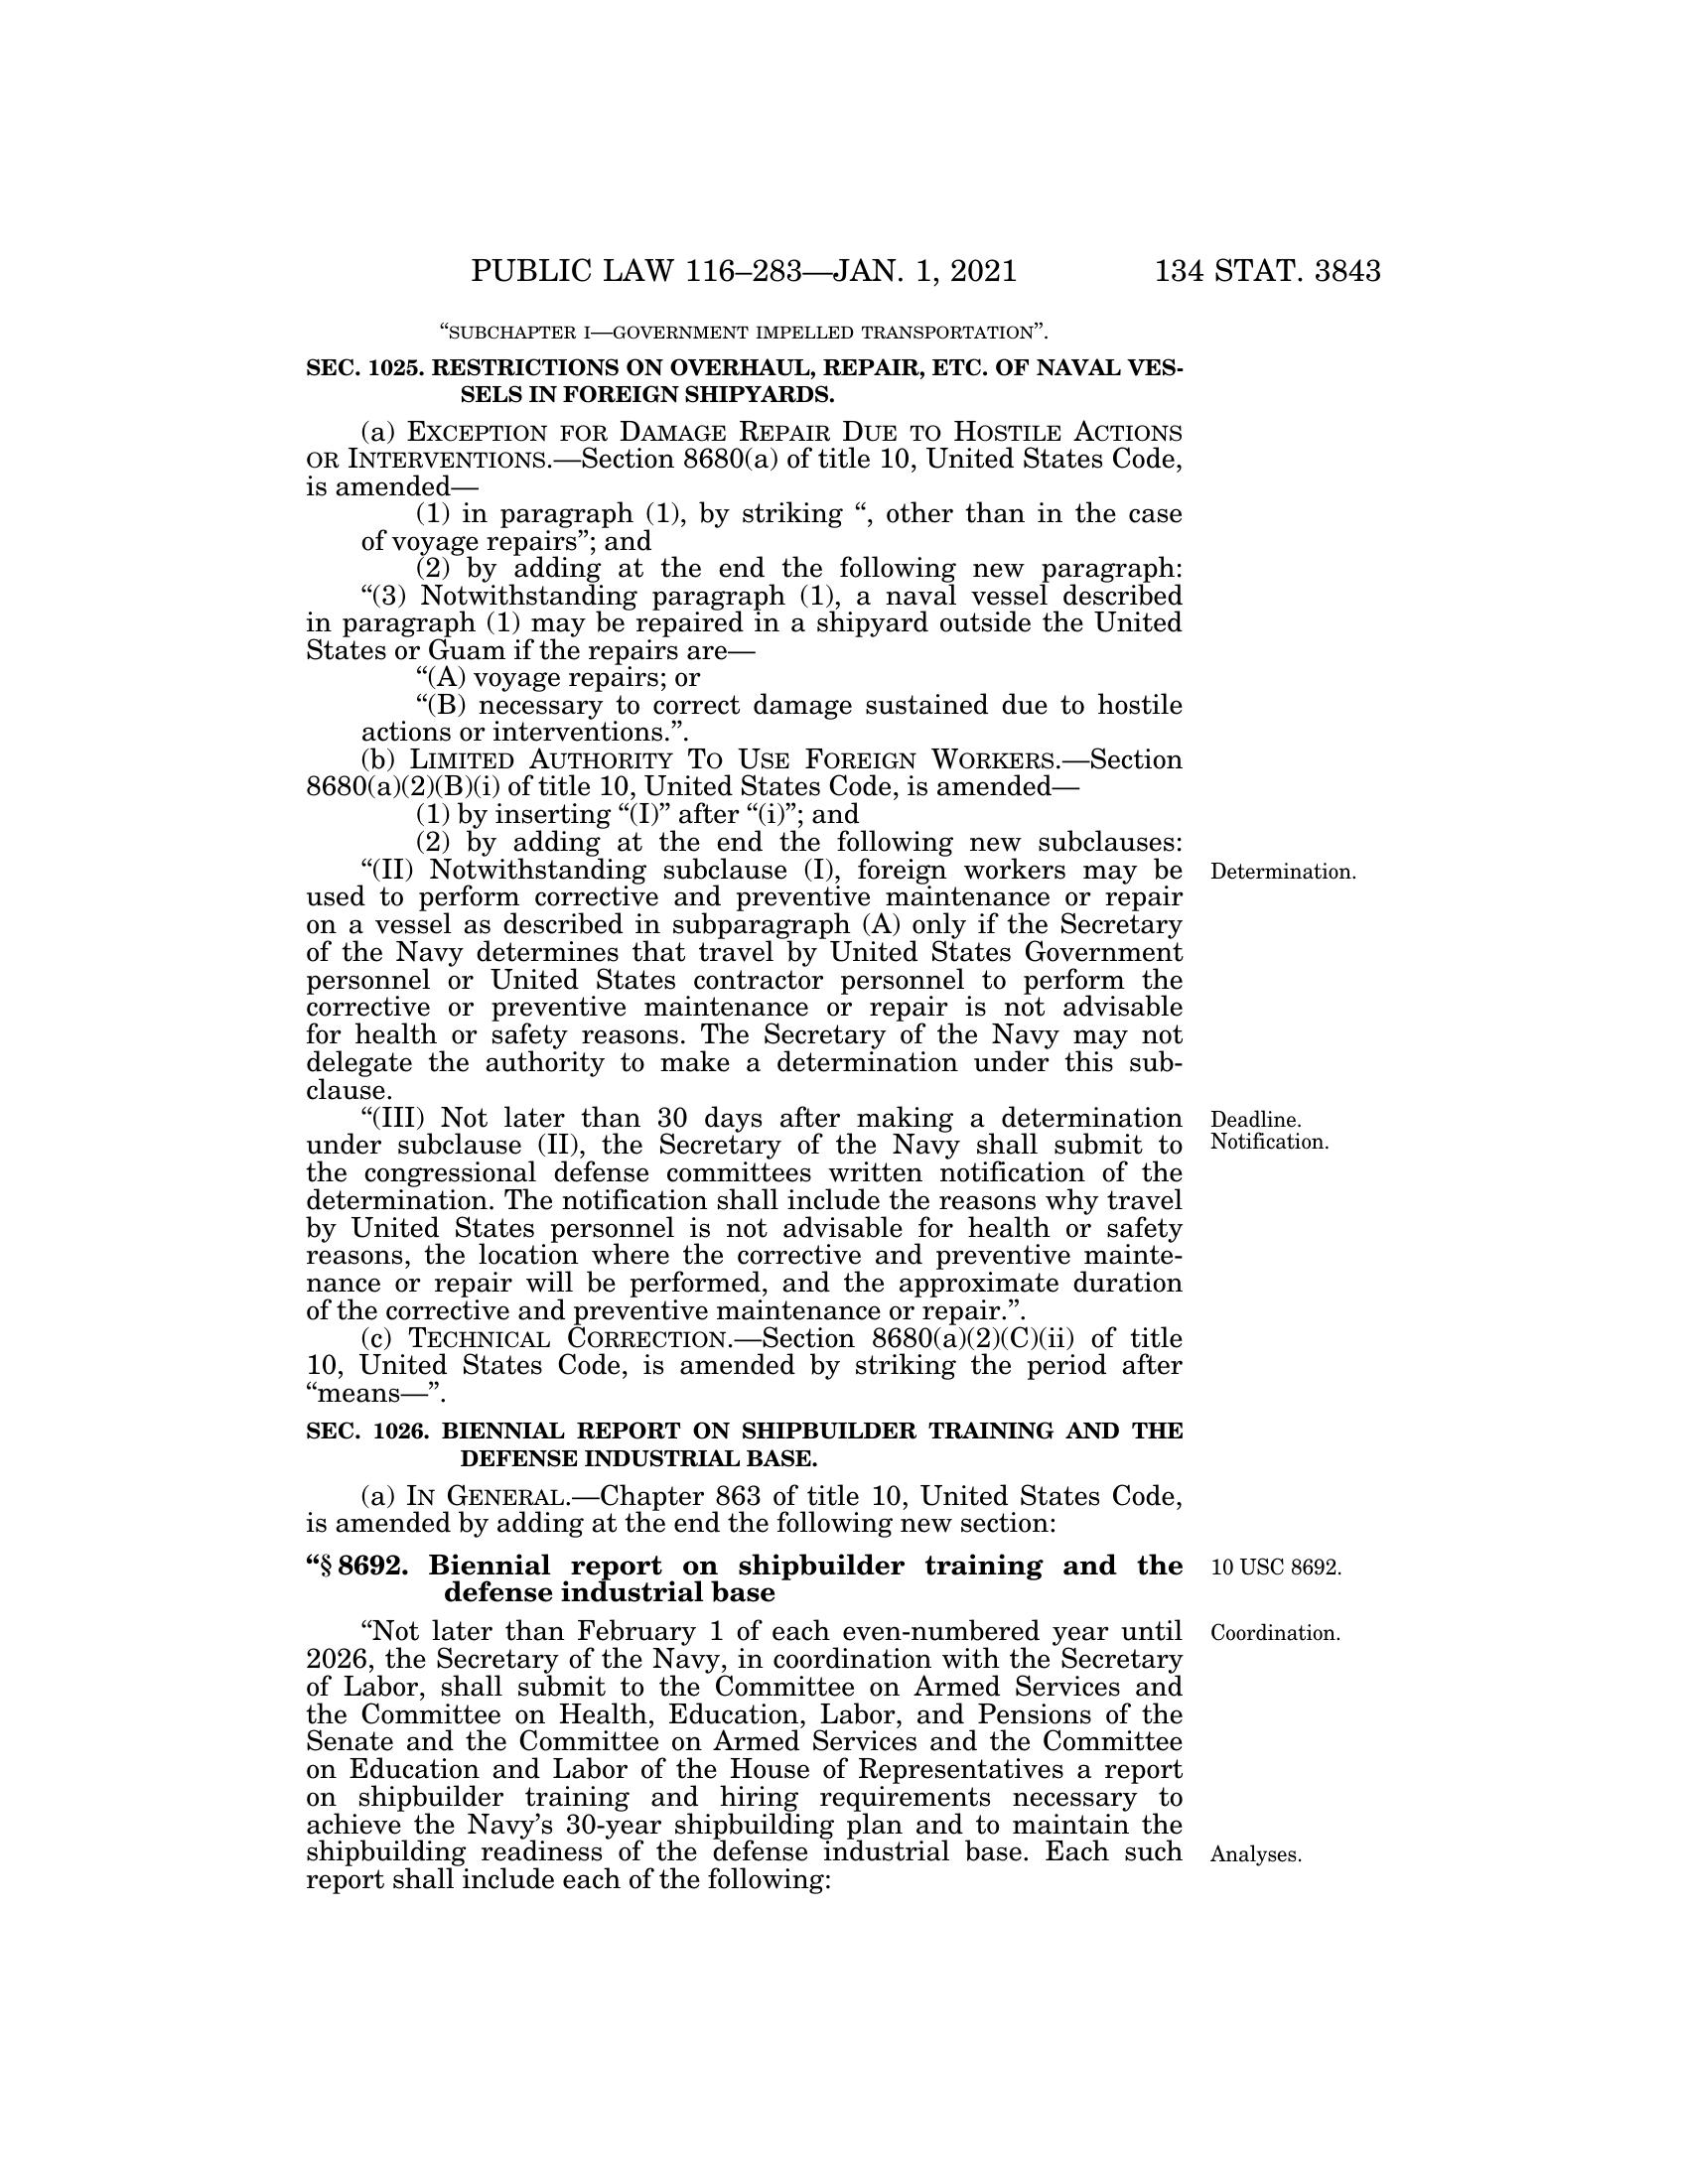 PUBLIC LAW 116–283—JAN. 1, 2021 134 STAT. 3843
“SUBCHAPTER I—GOVERNMENT IMPELLED TRANSPORTATION”.
SEC. 1025. RESTRICTIONS ON OVERHAUL, REPAIR, ETC. OF NAVAL VES-
SELS IN FOREIGN SHIPYARDS.
(a) EXCEPTION FOR DAMAGE REPAIR DUE TO HOSTILE ACTIONS
OR INTERVENTIONS.—Section 8680(a) of title 10, United States Code,
is amended—
(1) in paragraph (1), by striking “, other than in the case
of voyage repairs”; and
(2) by adding at the end the following new paragraph:
“(3) Notwithstanding paragraph (1), a naval vessel described
in paragraph (1) may be repaired in a shipyard outside the United
States or Guam if the repairs are—
“(A) voyage repairs; or
“(B) necessary to correct damage sustained due to hostile
actions or interventions.”.
(b) LIMITED AUTHORITY TO USE FOREIGN WORKERS.—Section
8680(a)(2)(B)(i) of title 10, United States Code, is amended—
(1) by inserting “(I)” after “(i)”; and
(2) by adding at the end the following new subclauses:
“(II) Notwithstanding subclause (I), foreign workers may be
used to perform corrective and preventive maintenance or repair
on a vessel as described in subparagraph (A) only if the Secretary
of the Navy determines that travel by United States Government
personnel or United States contractor personnel to perform the
corrective or preventive maintenance or repair is not advisable
for health or safety reasons. The Secretary of the Navy may not
delegate the authority to make a determination under this sub-
clause.
“(III) Not later than 30 days after making a determination
under subclause (II), the Secretary of the Navy shall submit to
the congressional defense committees written notification of the
determination. The notification shall include the reasons why travel
by United States personnel is not advisable for health or safety
reasons, the location where the corrective and preventive mainte-
nance or repair will be performed, and the approximate duration
of the corrective and preventive maintenance or repair.”.
(c) TECHNICAL CORRECTION.—Section 8680(a)(2)(C)(ii) of title
10, United States Code, is amended by striking the period after
“means—”.
SEC. 1026. BIENNIAL REPORT ON SHIPBUILDER TRAINING AND THE
DEFENSE INDUSTRIAL BASE.
(a) IN GENERAL.—Chapter 863 of title 10, United States Code,
is amended by adding at the end the following new section:
“§ 8692. Biennial report on shipbuilder training and the
defense industrial base
“Not later than February 1 of each even-numbered year until
2026, the Secretary of the Navy, in coordination with the Secretary
of Labor, shall submit to the Committee on Armed Services and
the Committee on Health, Education, Labor, and Pensions of the
Senate and the Committee on Armed Services and the Committee
on Education and Labor of the House of Representatives a report
on shipbuilder training and hiring requirements necessary to
achieve the Navy’s 30-year shipbuilding plan and to maintain the
shipbuilding readiness of the defense industrial base. Each such
report shall include each of the following:
Determination.
Deadline.
Notification.
10 USC 8692.
Coordination.
Analyses.